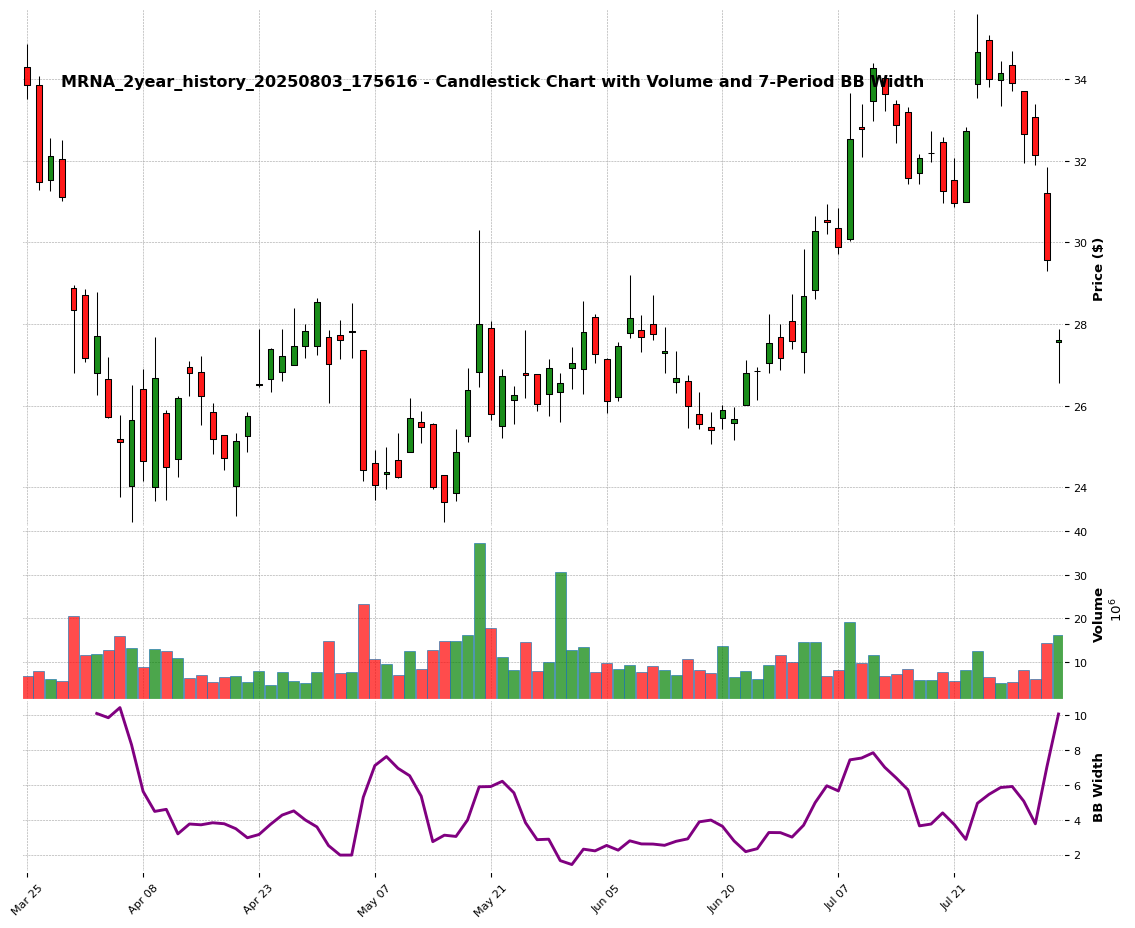 MRNA_2year_history_20250803_175616 - Candlestick Chart with Volume and 7-Period BB Width
34
32
30
28
26
24
Price ($)
40
30
20
10
Volume
10^6
10
8
6
4
2
BB Width
Mar 25
Apr 08
Apr 23
May 07
May 21
Jun 05
Jun 20
Jul 07
Jul 21